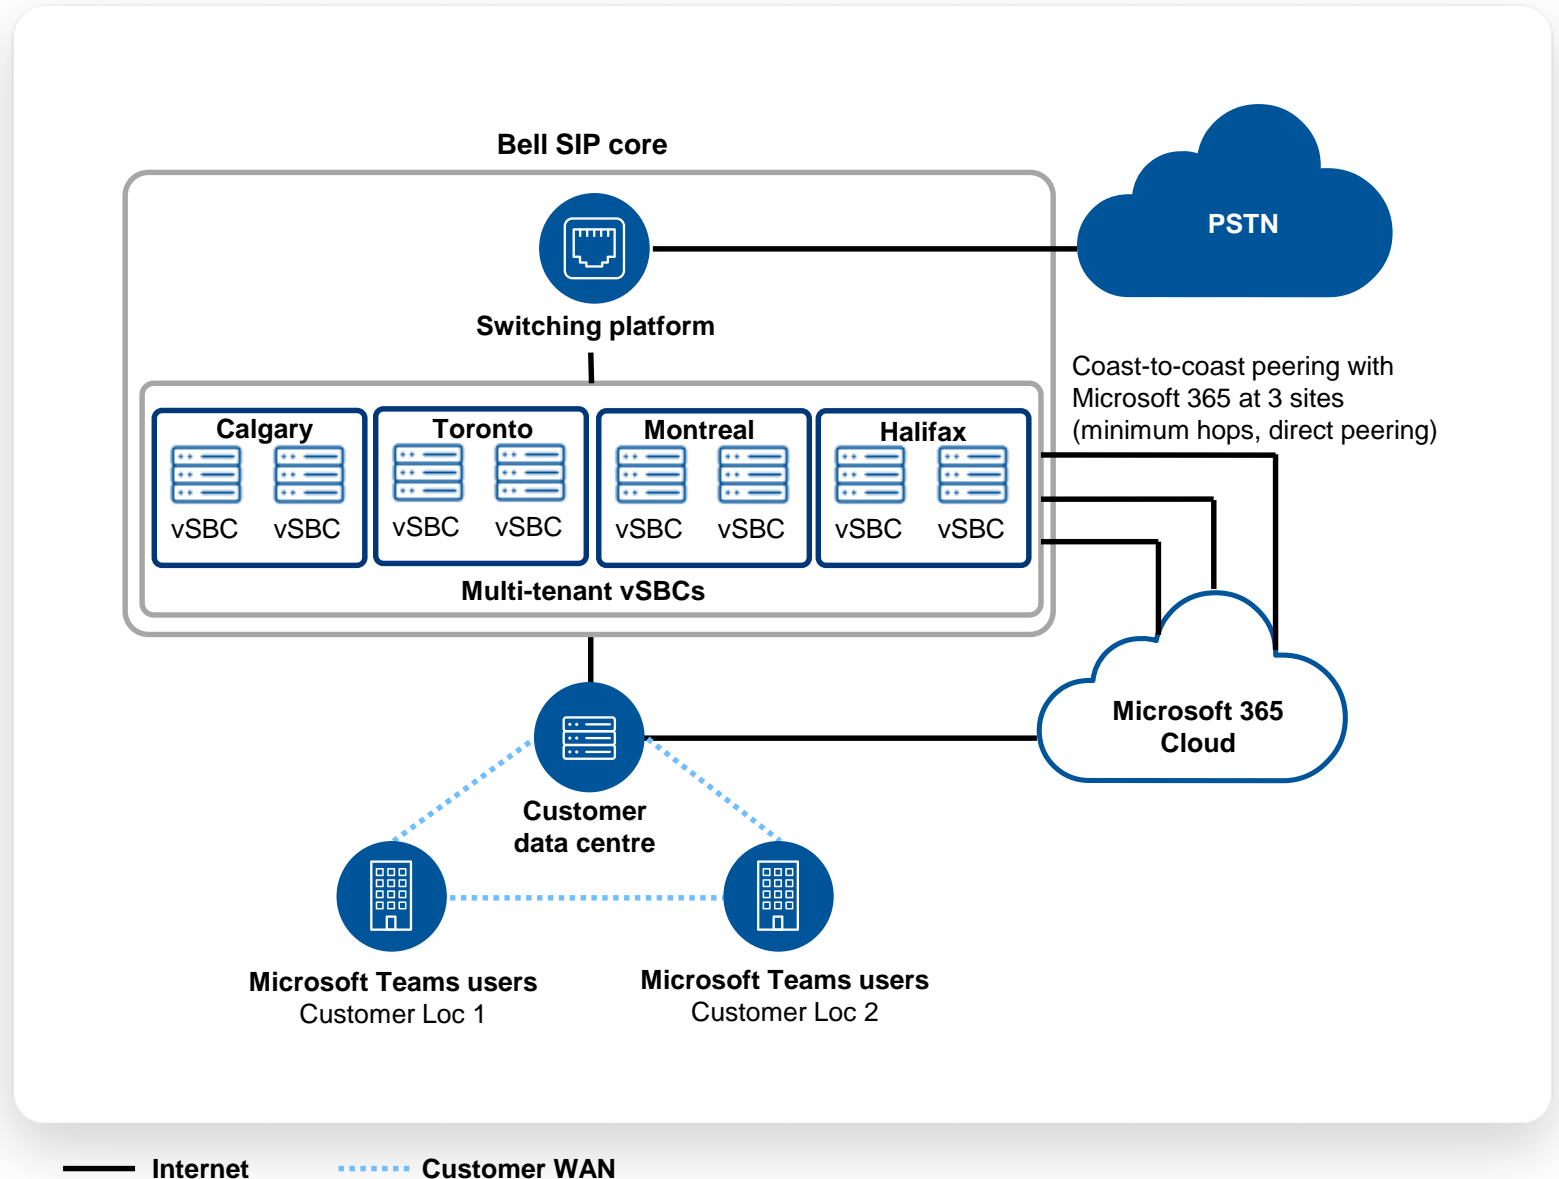 Bell SIP core
PSTN
Switching platform
Coast-to-coast peering with
Microsoft 365 at 3 sites
(minimum hops, direct peering)
Calgary
vSBC vSBC
Toronto
vSBC vSBC
Montreal
vSBC vSBC
Halifax
vSBC vSBC
Multi-tenant vSBCs
Microsoft 365
Cloud
Customer
data centre
Microsoft Teams users
Customer Loc 1
Microsoft Teams users
Customer Loc 2
Internet
Customer WAN